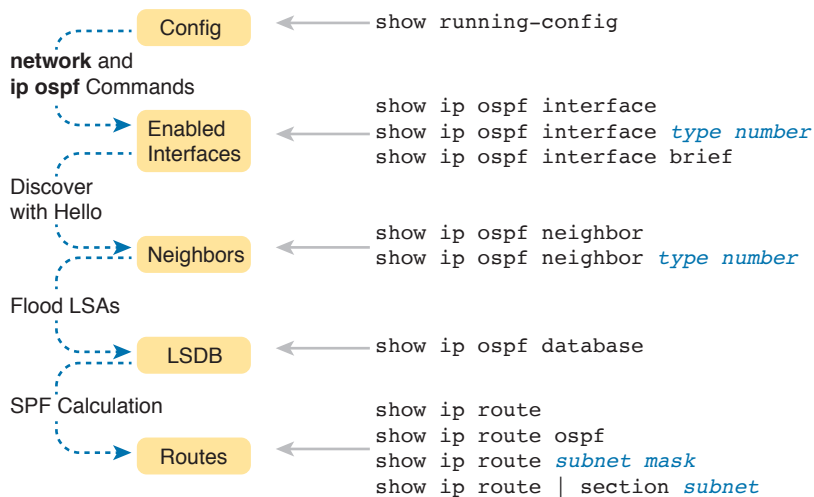 Config
show running-config
network and
ip ospf Commands
Enabled
Interfaces
show ip ospf interface
show ip ospf interface type number
show ip ospf interface brief
Discover
with Hello
Neighbors
show ip ospf neighbor
show ip ospf neighbor type number
Flood LSAs
LSDB
show ip ospf database
SPF Calculation
Routes
show ip route
show ip route ospf
show ip route subnet mask
show ip route | section subnet